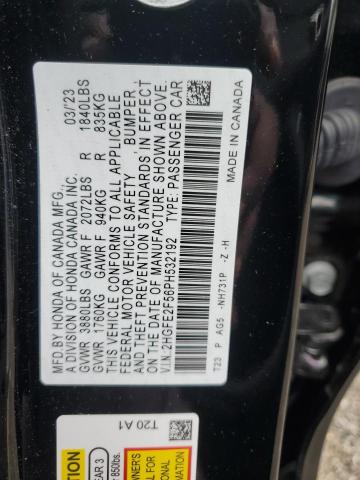 MFD. BY HONDA OF CANADA MFG., 03/23
A DIVISION OF HONDA CANADA INC.
GVWR 3880LBS GAWR F 2072LBS R 1840LBS
GVWR 1760KG GAWR F 940KG R 835KG
THIS VEHICLE CONFORMS TO ALL APPLICABLE
FEDERAL MOTOR VEHICLE SAFETY BUMPER,
AND THEFT PREVENTION STANDARDS IN EFFECT
ON THE DATE OF MANUFACTURE SHOWN ABOVE.
V.I.N: 2HGFE2F56PH532192 TYPE: PASSENGER CAR
T23 P AG5 -NH731P -Z -H MADE IN CANADA
T20 A1
TION
OWNER'S